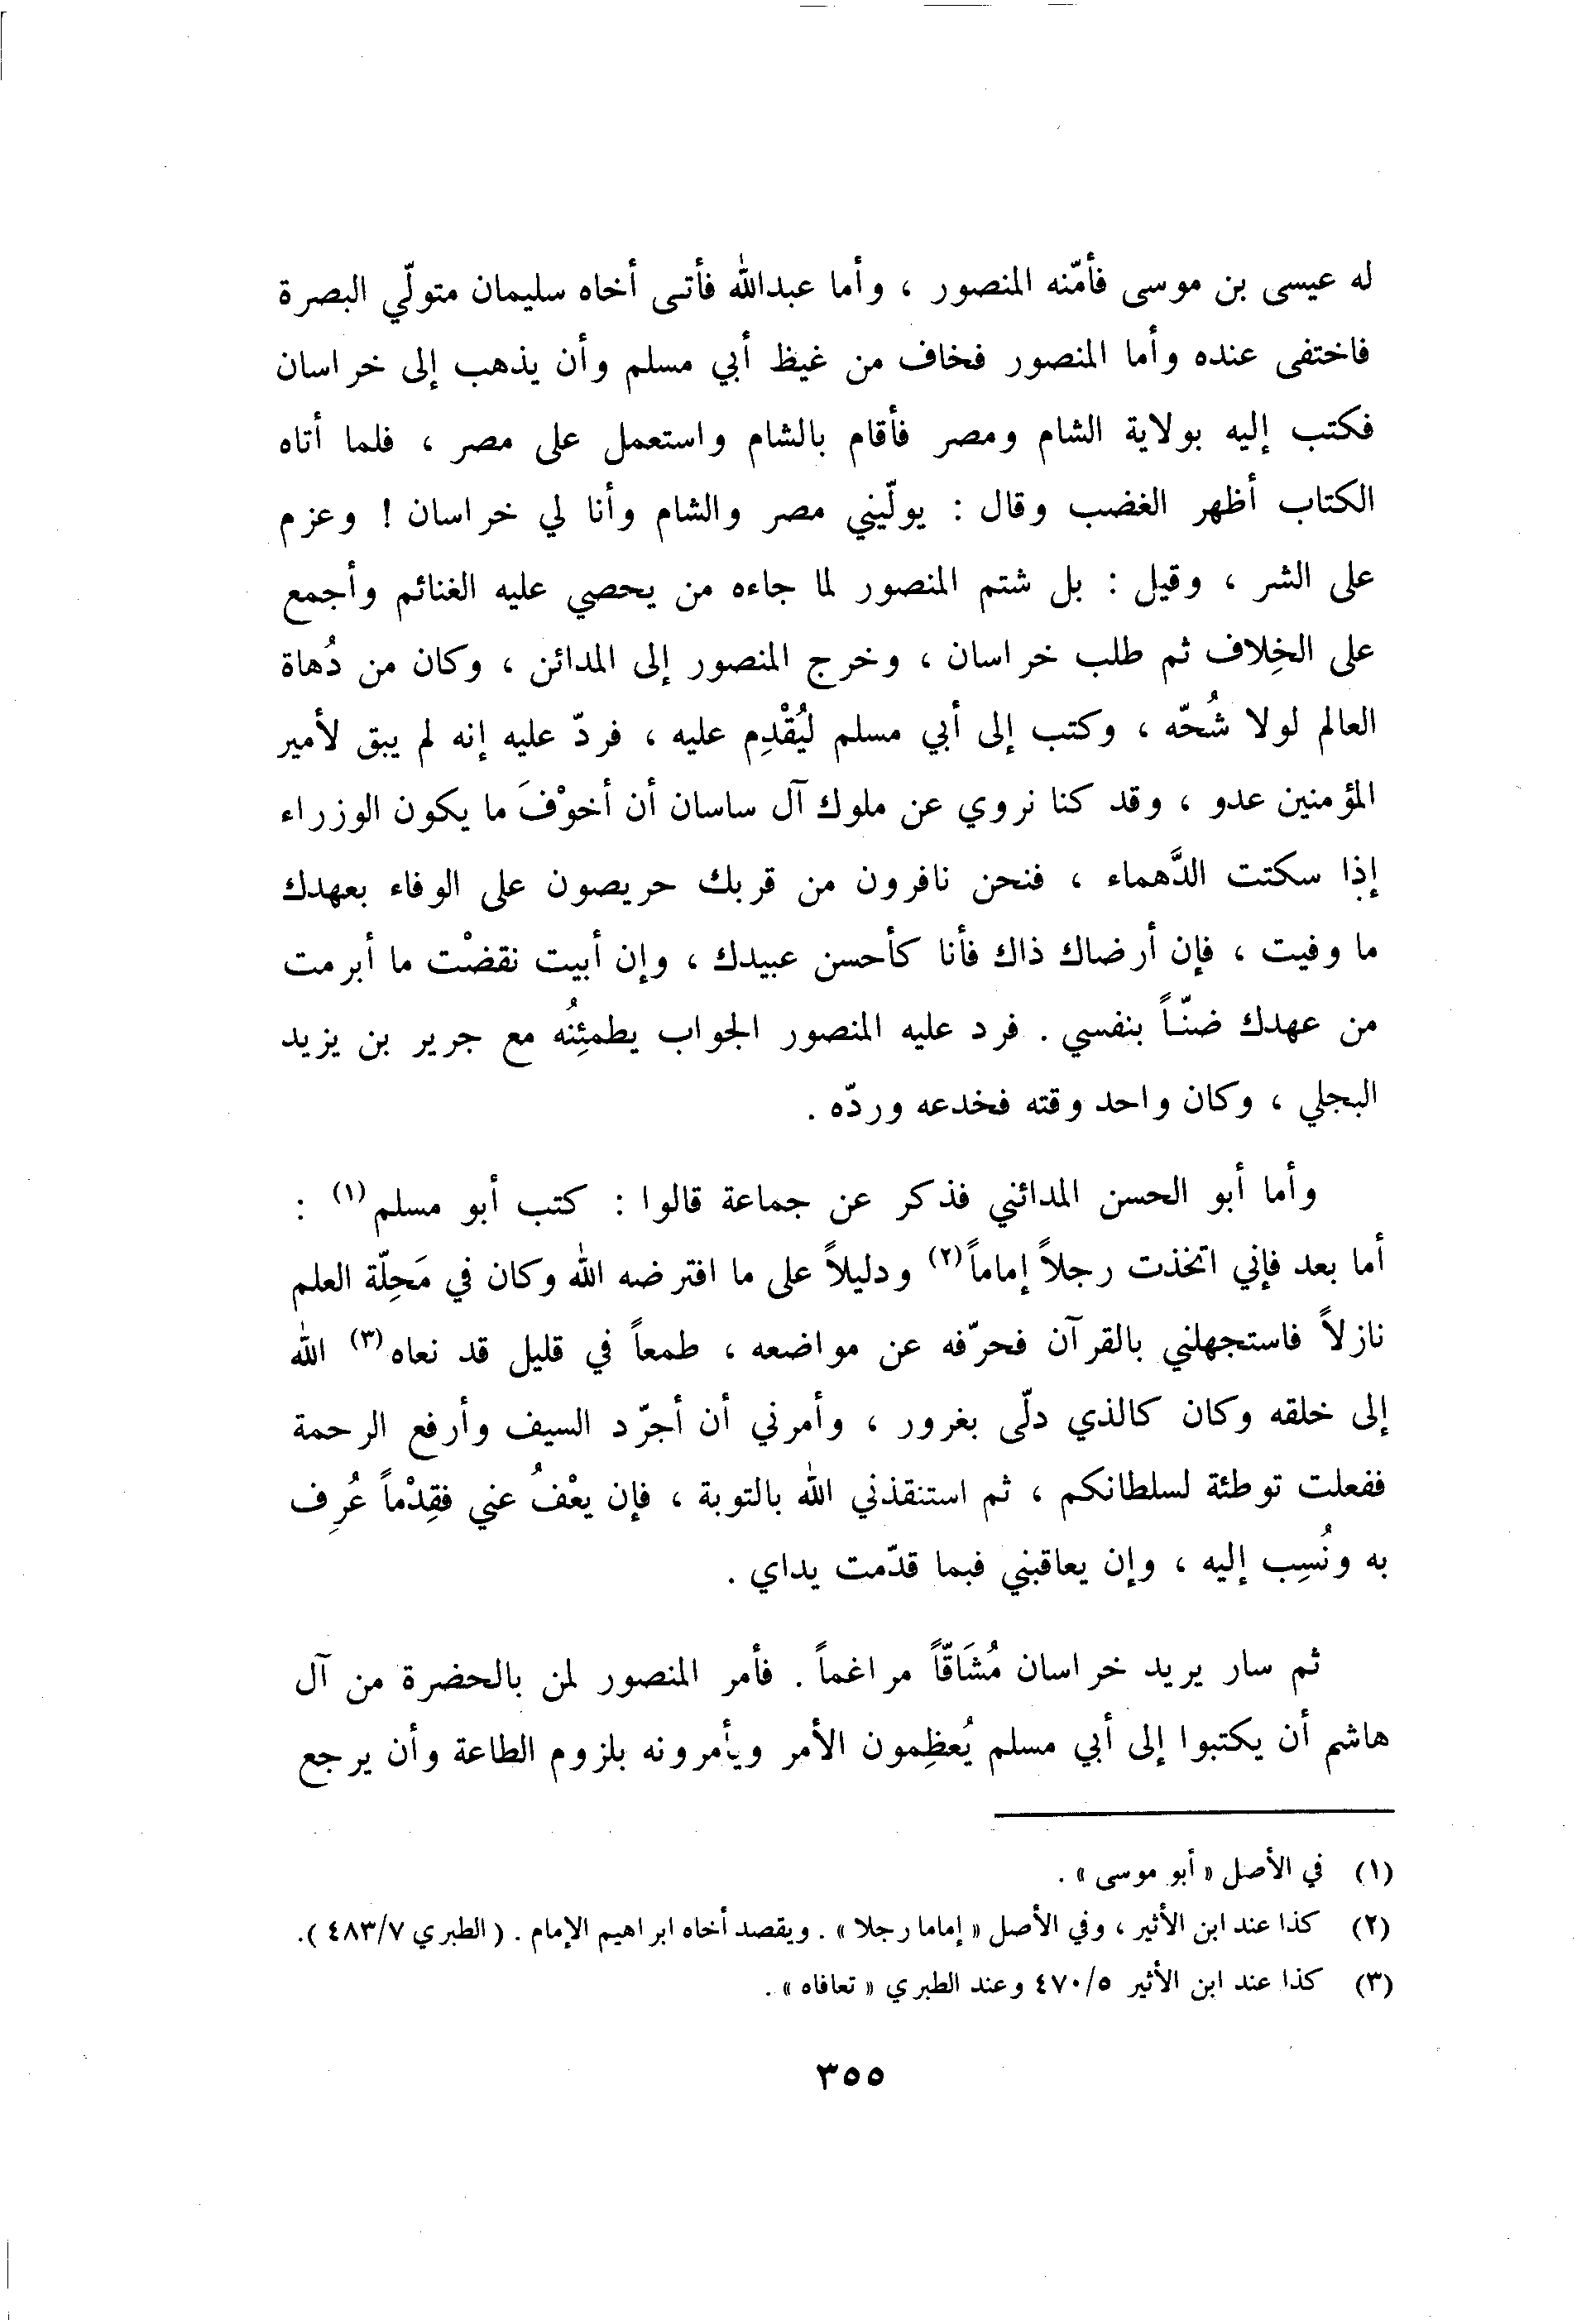 له عيسى بن موسى فأمّنه المنصور ، وأما عبدالله فأتى أخاه سليمان متولّي البصرة
فاختفى عنده وأما المنصور فخاف من غيظ أبي مسلم وأن يذهب إلى خراسان
فكتب إليه بولاية الشام ومصر فأقام بالشام واستعمل على مصر ، فلما أتاه
الكتاب أظهر الغضب وقال : يولّيني مصر والشام وأنا لي خراسان ! وعزم
على الشر ، وقيل : بل شتم المنصور لما جاءه من يحصي عليه الغنائم وأجمع
على الخِلاف ثم طلب خراسان ، وخرج المنصور إلى المدائن ، وكان من دُهاة
العالم لولا شُحّه ، وكتب إلى أبي مسلم ليُقْدِم عليه ، فردّ عليه إنه لم يبق لأمير
المؤمنين عدو ، وقد كنا نروي عن ملوك آل ساسان أن أخوْفَ ما يكون الوزراء
إذا سكتت الدَّهماء ، فنحن نافرون من قربك حريصون على الوفاء بعهدك
ما وفيت ، فإن أرضاك ذاك فأنا كأحسن عبيدك ، وإن أبيت نقضْت ما أبرمت
من عهدك ضنّاً بنفسي . فرد عليه المنصور الجواب يطمئِنُه مع جرير بن يزيد
البجلي ، وكان واحد وقته فخدعه وردّه .
وأما أبو الحسن المدائني فذكر عن جماعة قالوا : كتب أبو مسلم (١) :
أما بعد فإني اتخذت رجلاً إماماً (٢) ودليلاً على ما افترضه الله وكان في مَحِلّة العلم
نازلاً فاستجهلني بالقرآن فحرّفه عن مواضعه ، طمعاً في قليل قد نعاه (٣) الله
إلى خلقه وكان كالذي دلّى بغرور ، وأمرني أن أجرّد السيف وأرفع الرحمة
ففعلت توطئة لسلطانكم ، ثم استنقذني الله بالتوبة ، فإن يعْفُ عني فقِدْماً عُرِف
به ونُسِب إليه ، وإن يعاقبني فبما قدّمت يداي .
ثم سار يريد خراسان مُشَاقّاً مراغماً . فأمر المنصور لمن بالحضرة من آل
هاشم أن يكتبوا إلى أبي مسلم يُعظِمون الأمر ويأمرونه بلزوم الطاعة وأن يرجع
(١) في الأصل « أبو موسى » .
(٢) كذا عند ابن الأثير ، وفي الأصل « إماما رجلا » . ويقصد أخاه ابراهيم الإمام . ( الطبري ٤٨٣/٧ ).
(٣) كذا عند ابن الأثير ٤٧٠/٥ وعند الطبري « تعافاه » .
٣٥٥